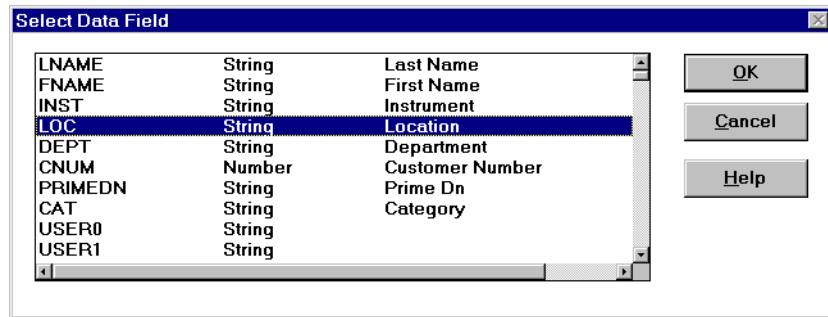 Select Data Field
LNAME String Last Name
FNAME String First Name
INST String Instrument
LOC String Location
DEPT String Department
CNUM Number Customer Number
PRIMEDN String Prime Dn
CAT String Category
USER0 String
USER1 String
OK
Cancel
Help